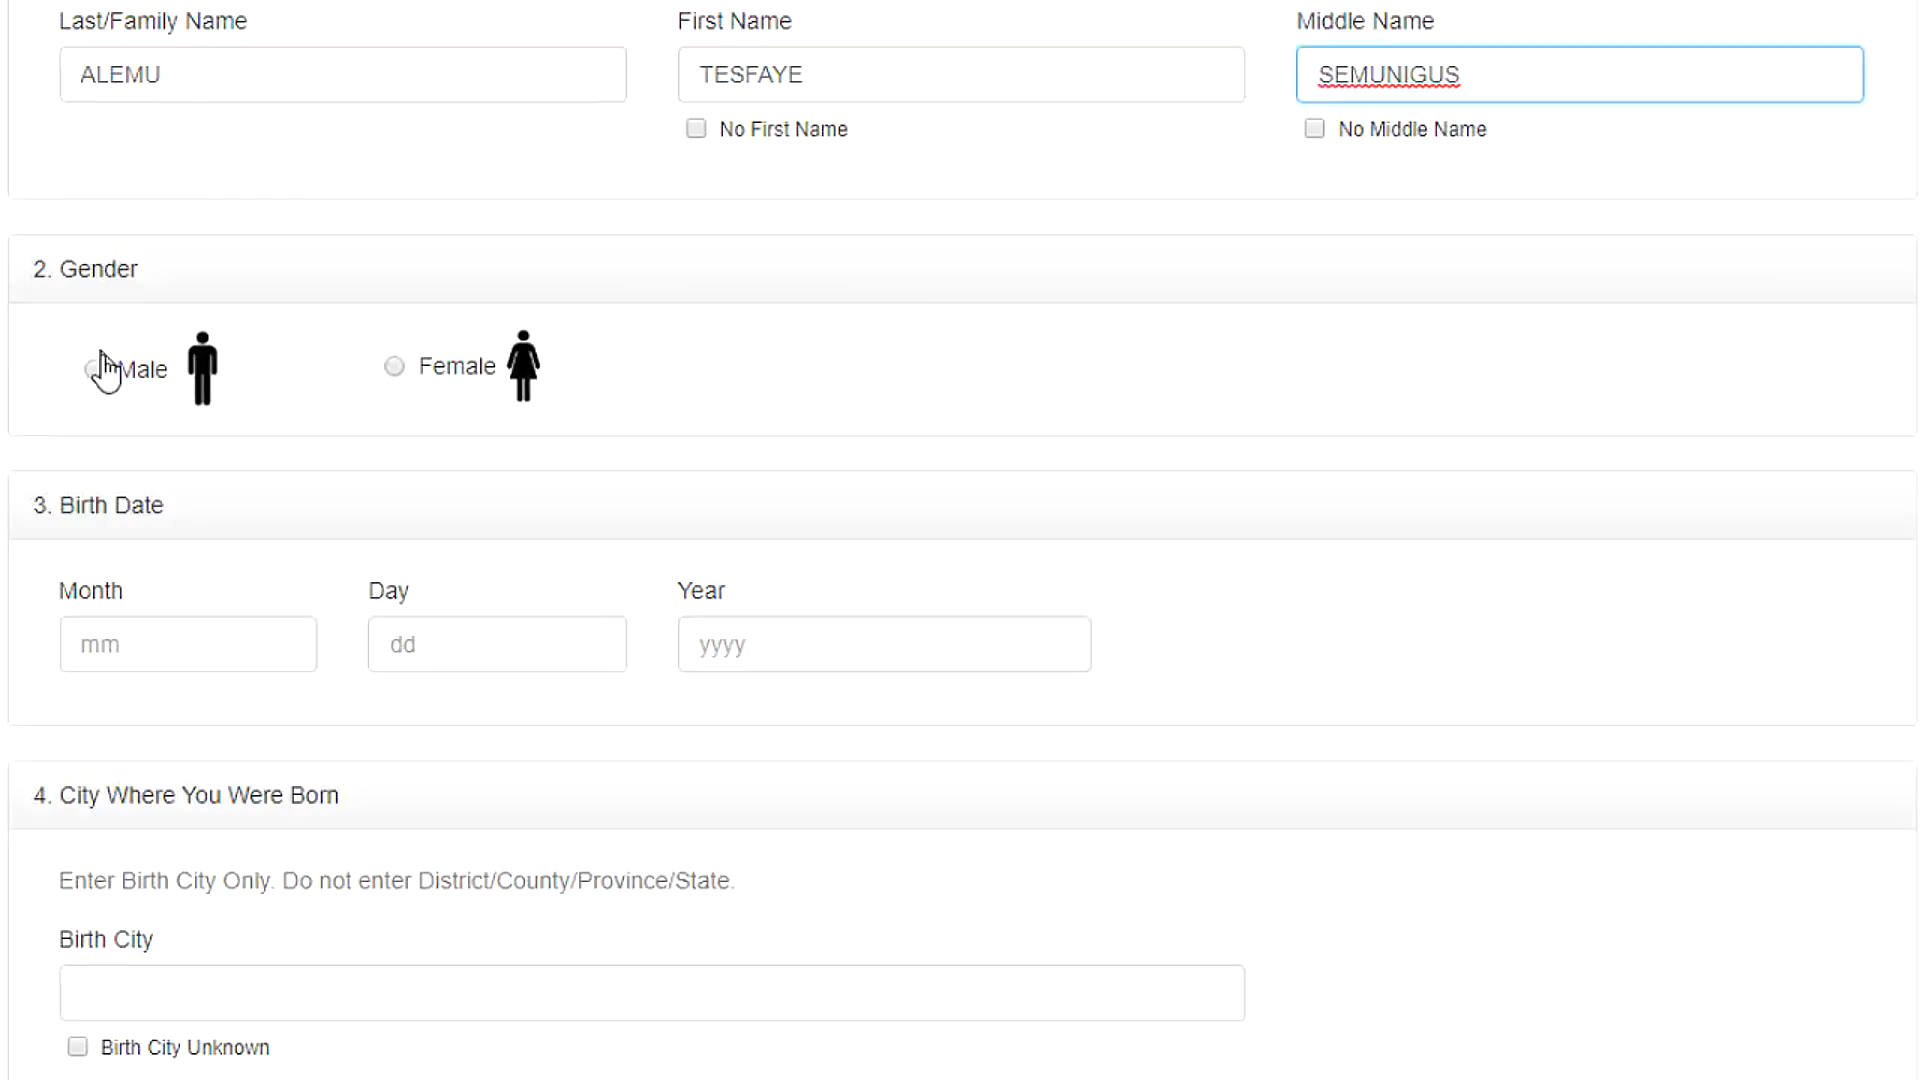 Last/Family Name First Name Middle Name
ALEMU TESFAYE SEMUNIGUS
No First Name No Middle Name
2. Gender
Male Female
3. Birth Date
Month Day Year
mm dd yyyy
4. City Where You Were Born
Enter Birth City Only. Do not enter District/County/Province/State.
Birth City
Birth City Unknown